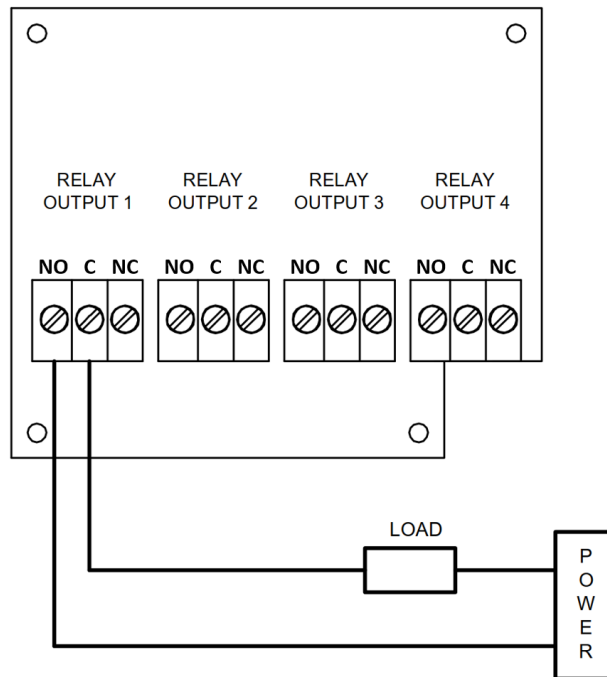 RELAY OUTPUT 1
RELAY OUTPUT 2
RELAY OUTPUT 3
RELAY OUTPUT 4
NO C NC
NO C NC
NO C NC
NO C NC
LOAD
POWER